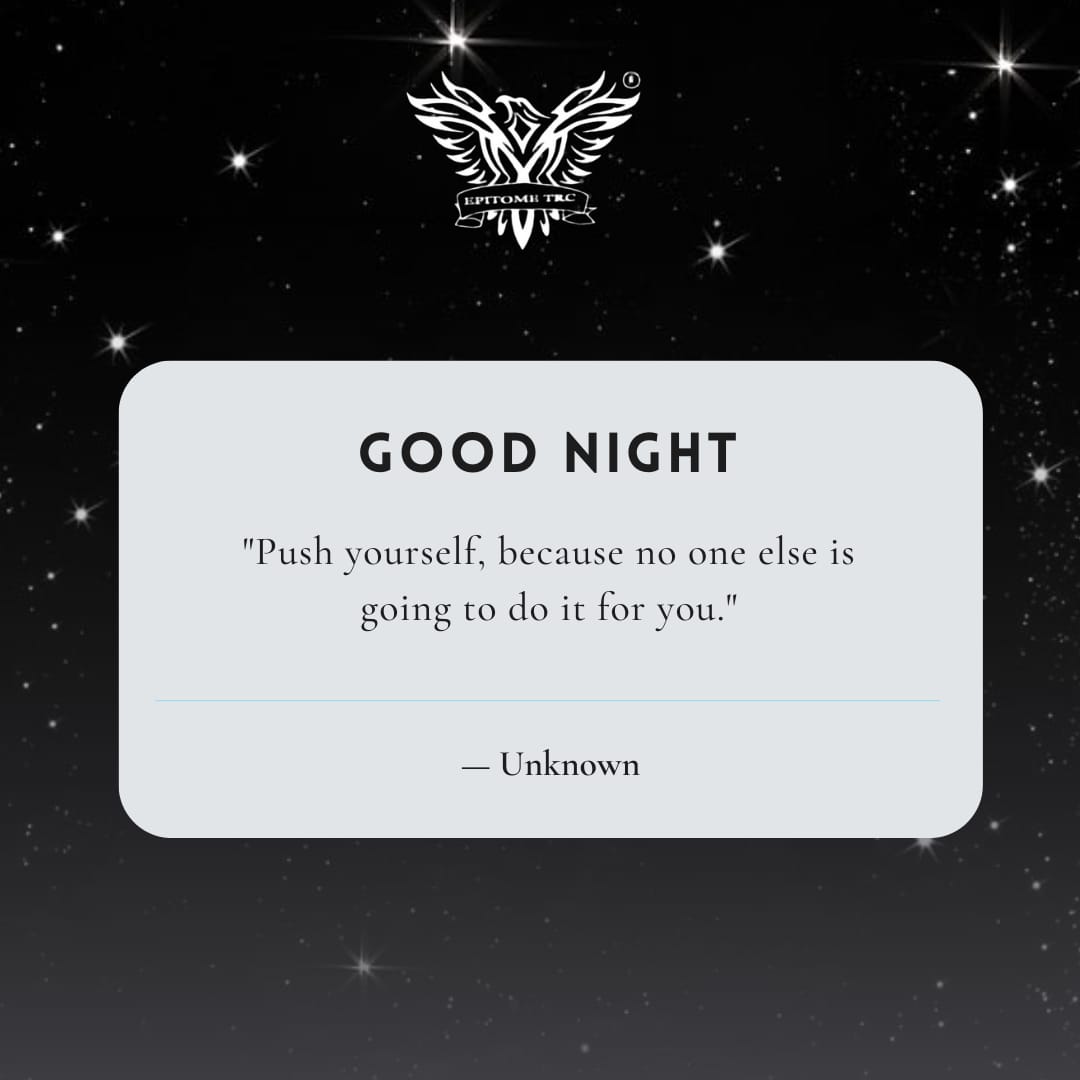 EPITOME TRC
GOOD NIGHT
"Push yourself, because no one else is
going to do it for you."
— Unknown